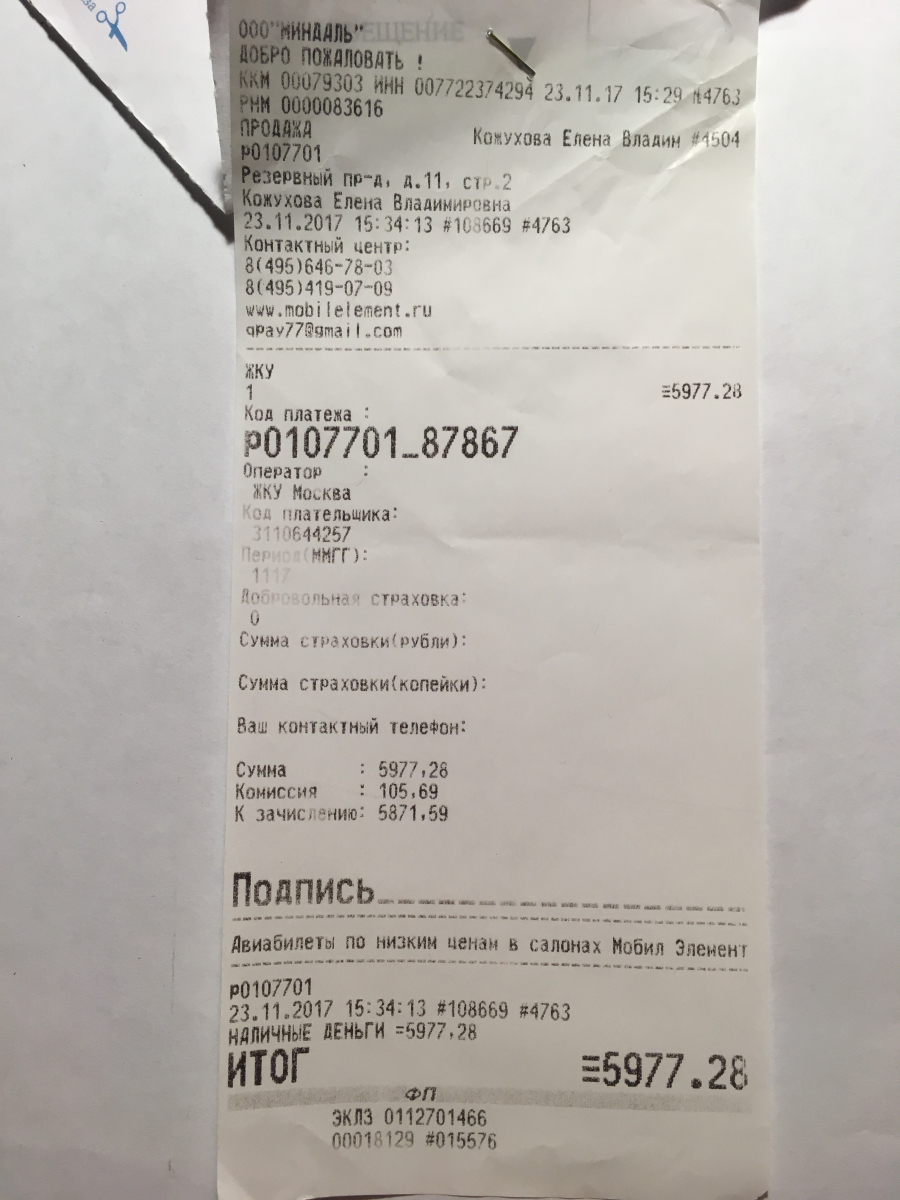 за
ООО"МИНДАЛЬ"
ДОБРО ПОЖАЛОВАТЬ !
ККМ 00079303 ИНН 007722374294 23.11.17 15:29 №4763
РНМ 0000083616
ПРОДАЖА Кожухова Елена Владим #4504
р0107701
Резервный пр-д, д.11, стр.2
Кожухова Елена Владимировна
23.11.2017 15:34:13 #108669 #4763
Контактный центр:
8(495)646-78-03
8(495)419-07-09
www.mobilelement.ru
qpay77@gmail.com
ЖКУ
1 ≡5977.28
Код платежа :
р0107701_87867
Оператор :
ЖКУ Москва
Код плательщика:
3110644257
Период(ММГГ):
1117
Добровольная страховка:
0
Сумма страховки(рубли):
Сумма страховки(копейки):
Ваш контактный телефон:
Сумма : 5977,28
Комиссия : 105,69
К зачислению: 5871,59
Подпись
Авиабилеты по низким ценам в салонах Мобил Элемент
р0107701
23.11.2017 15:34:13 #108669 #4763
НАЛИЧНЫЕ ДЕНЬГИ =5977,28
ИТОГ ≡5977.28
ФП
ЭКЛЗ 0112701466
00018129 #015576